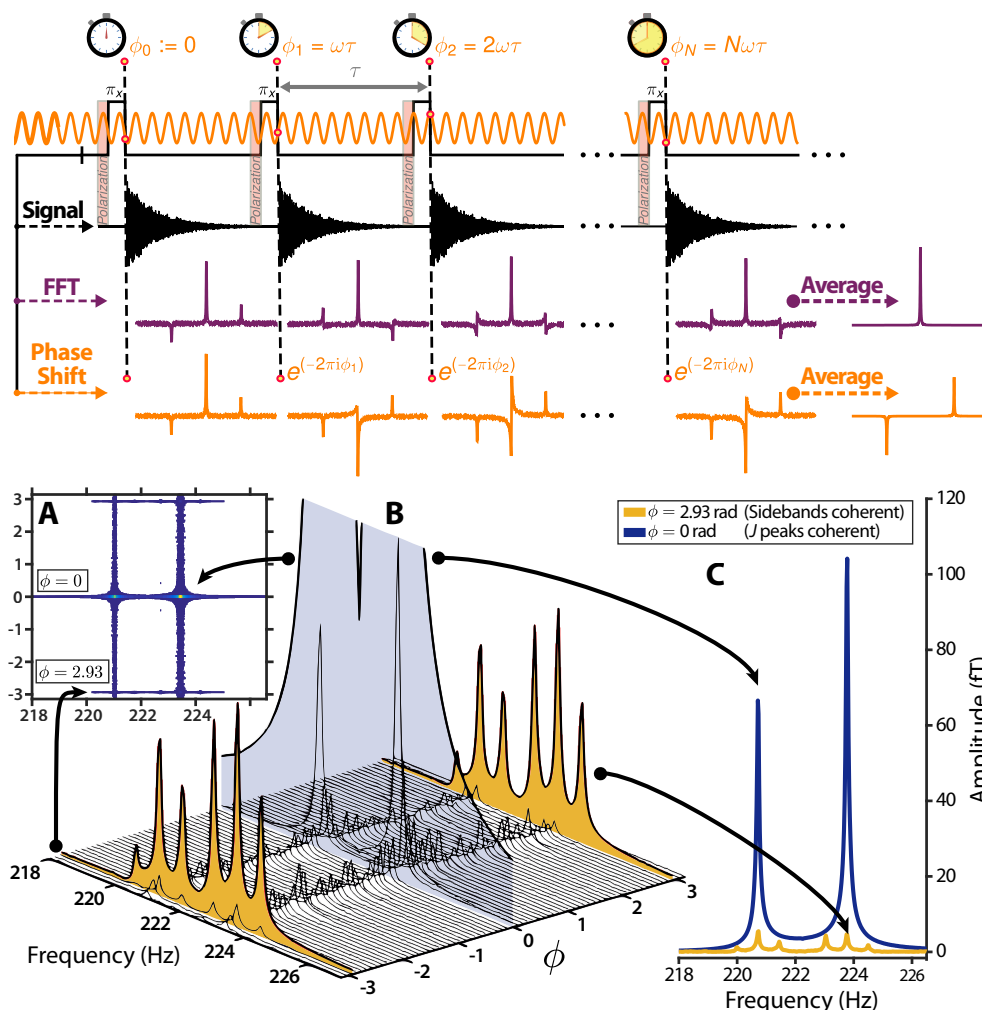 ϕ₀ := 0
ϕ₁ = ωτ
ϕ₂ = 2ωτ
ϕ_N = Nωτ
τ
πₓ πₓ πₓ
Polarization Polarization Polarization Polarization
Signal
FFT
Average
Phase
Shift
e^(−2πiϕ₁)
e^(−2πiϕ₂)
e^(−2πiϕ_N)
Average
A
3
2
1
0
-1
-2
-3
ϕ = 0
ϕ = 2.93
218 220 222 224
B
218
220
222
224
226
Frequency (Hz)
-3
-2
-1
0
1
2
3
ϕ
C
ϕ = 2.93 rad (Sidebands coherent)
ϕ = 0 rad (J peaks coherent)
120
100
80
60
40
20
0
Amplitude (fT)
218 220 222 224 226
Frequency (Hz)